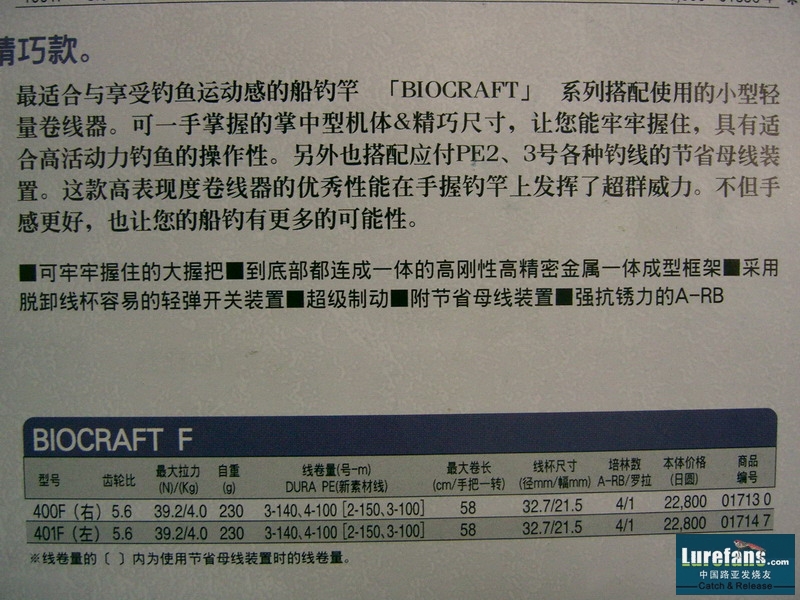 精巧款。
最适合与享受钓鱼运动感的船钓竿 「BIOCRAFT」 系列搭配使用的小型轻
量卷线器。可一手掌握的掌中型机体&精巧尺寸，让您能牢牢握住，具有适
合高活动力钓鱼的操作性。另外也搭配应付PE2、3号各种钓线的节省母线装
置。这款高表现度卷线器的优秀性能在手握钓竿上发挥了超群威力。不但手
感更好，也让您的船钓有更多的可能性。
■可牢牢握住的大握把■到底部都连成一体的高刚性高精密金属一体成型框架■采用
脱卸线杯容易的轻弹开关装置■超级制动■附节省母线装置■强抗锈力的A-RB
BIOCRAFT F
型号 齿轮比 最大拉力 (N)/(Kg) 自重 (g) 线卷量(号-m) DURA PE(新素材线) 最大卷长 (cm/手把一转) 线杯尺寸 (径mm/幅mm) 培林数 A-RB/罗拉 本体价格 (日圆) 商品 编号
400F（右） 5.6 39.2/4.0 230 3-140、4-100 [2-150、3-100] 58 32.7/21.5 4/1 22,800 01713 0
401F（左） 5.6 39.2/4.0 230 3-140、4-100 [2-150、3-100] 58 32.7/21.5 4/1 22,800 01714 7
※线卷量的〔 〕内为使用节省母线装置时的线卷量。
Lurefans.com
中国路亚发烧友
Catch & Release